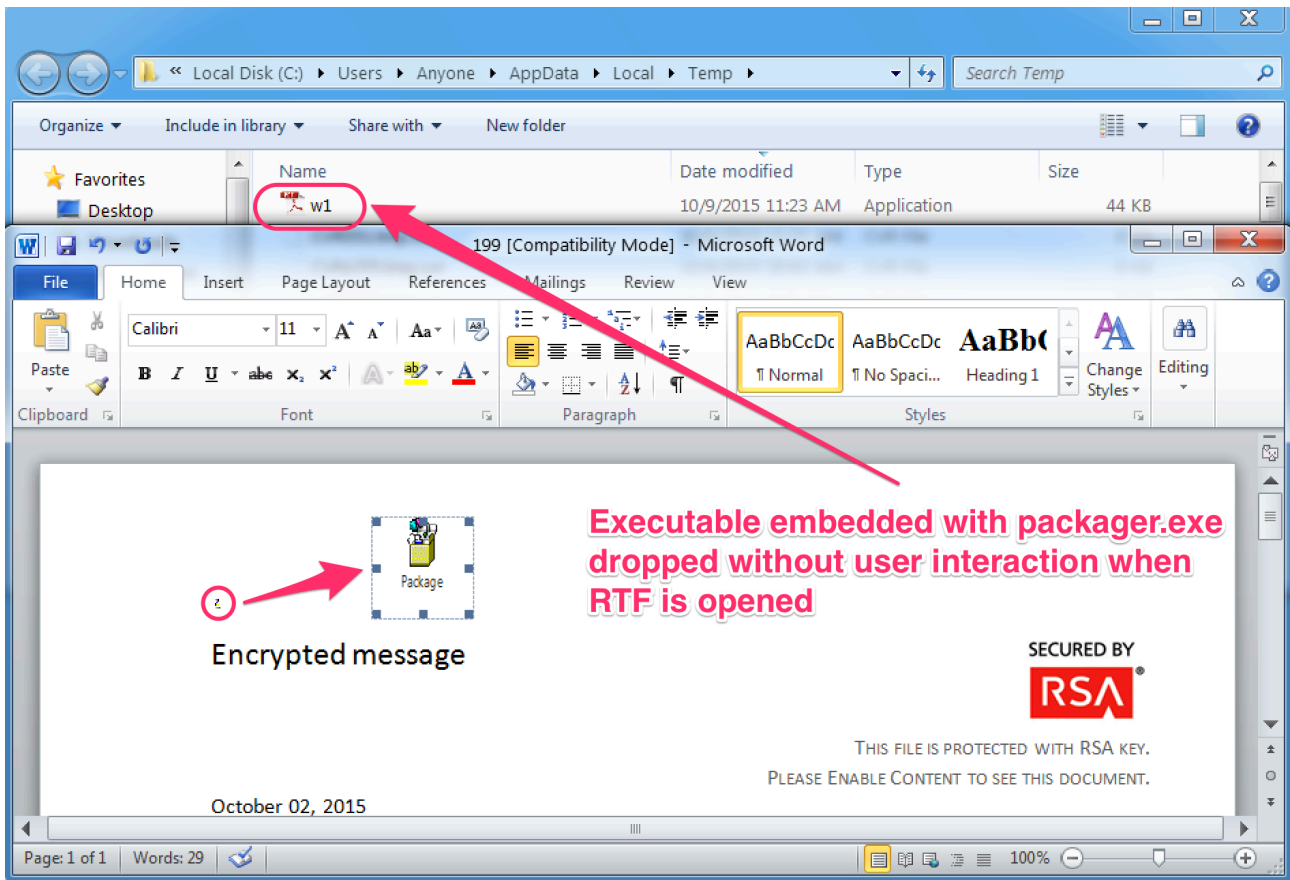 « Local Disk (C:) ▸ Users ▸ Anyone ▸ AppData ▸ Local ▸ Temp ▸
Search Temp
Organize Include in library Share with New folder
Favorites
Desktop
Name Date modified Type Size
w1 10/9/2015 11:23 AM Application 44 KB
199 [Compatibility Mode] - Microsoft Word
File Home Insert Page Layout References Mailings Review View
Calibri 11 A A Aa
Paste
B I U abc x₂ x² A ab A
AaBbCcDc AaBbCcDc AaBb(
¶ Normal ¶ No Spaci... Heading 1
Change Styles
Editing
Clipboard Font Paragraph Styles
Package
Executable embedded with packager.exe
dropped without user interaction when
RTF is opened
Encrypted message
SECURED BY
RSA®
THIS FILE IS PROTECTED WITH RSA KEY.
PLEASE ENABLE CONTENT TO SEE THIS DOCUMENT.
October 02, 2015
Page: 1 of 1 Words: 29 100%